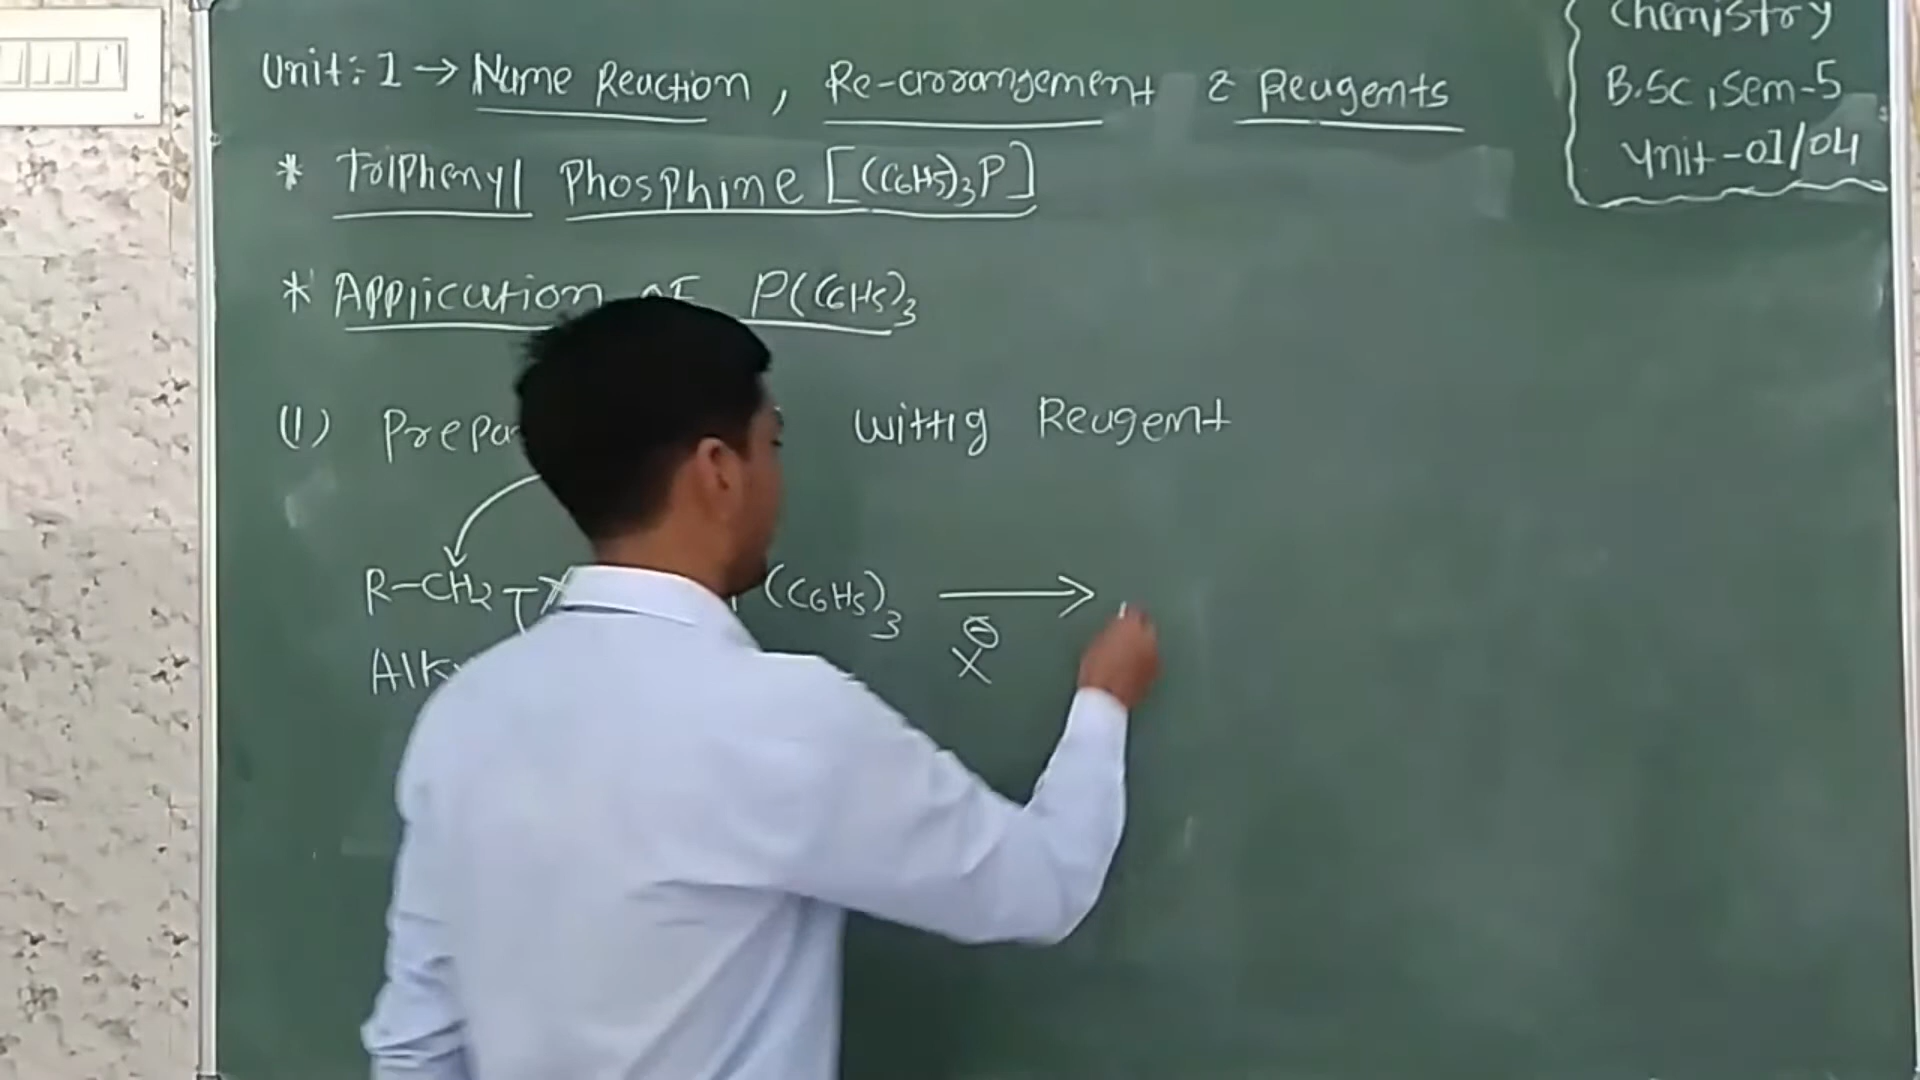 Chemistry
B.Sc, Sem-5
Unit-01/04
Unit:1 → Name Reaction, Re-arrangement & Reagents
* Triphenyl Phosphine [(C6H5)3P]
* Application of P(C6H5)3
(1) Wittig Reagent
R-CH2 (C6H5)3 ⟶
X⊖